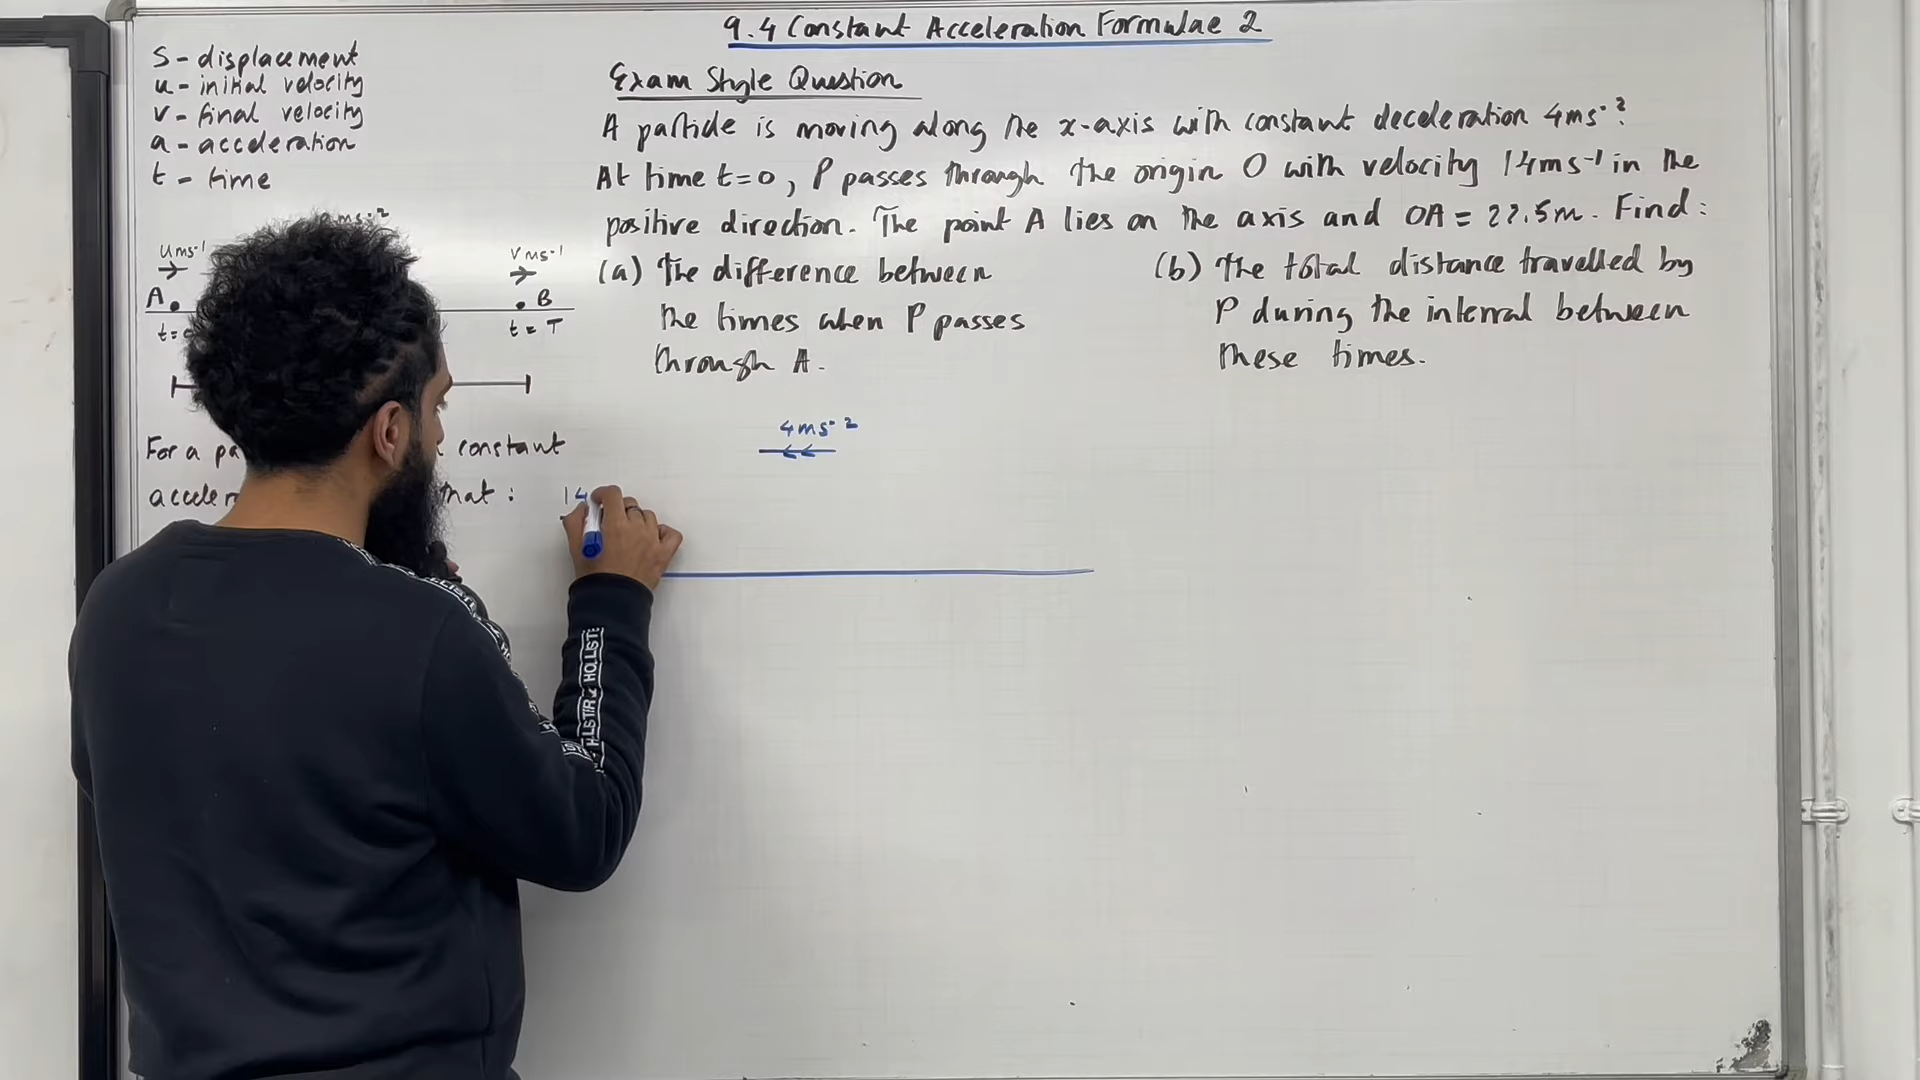 9.4 Constant Acceleration Formulae 2
s - displacement
u - initial velocity
v - final velocity
a - acceleration
t - time
ums-1
vms-1
A
B
t=
t = T
For a constant
that:
Exam Style Question
A particle is moving along the x-axis with constant deceleration 4ms-2.
At time t=0, P passes through the origin O with velocity 14ms-1 in the
positive direction. The point A lies on the axis and OA = 22.5m. Find:
(a) The difference between
the times when P passes
through A.
(b) The total distance travelled by
P during the interval between
these times.
4ms-2
14
HOLLSTE
HLLSTIR